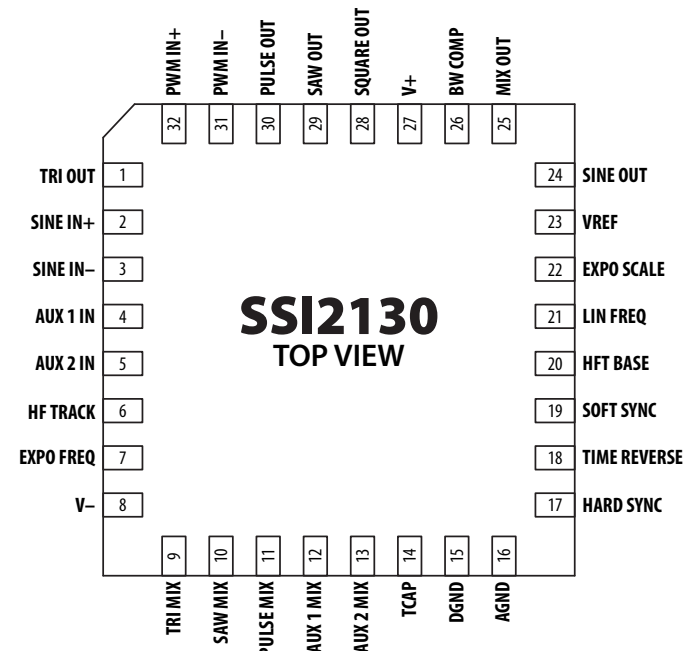 PWM IN+
PWM IN−
PULSE OUT
SAW OUT
SQUARE OUT
V+
BW COMP
MIX OUT
32
31
30
29
28
27
26
25
TRI OUT 1
SINE IN+ 2
SINE IN− 3
AUX 1 IN 4
AUX 2 IN 5
HF TRACK 6
EXPO FREQ 7
V− 8
SSI2130
TOP VIEW
24 SINE OUT
23 VREF
22 EXPO SCALE
21 LIN FREQ
20 HFT BASE
19 SOFT SYNC
18 TIME REVERSE
17 HARD SYNC
9
10
11
12
13
14
15
16
TRI MIX
SAW MIX
PULSE MIX
AUX 1 MIX
AUX 2 MIX
TCAP
DGND
AGND